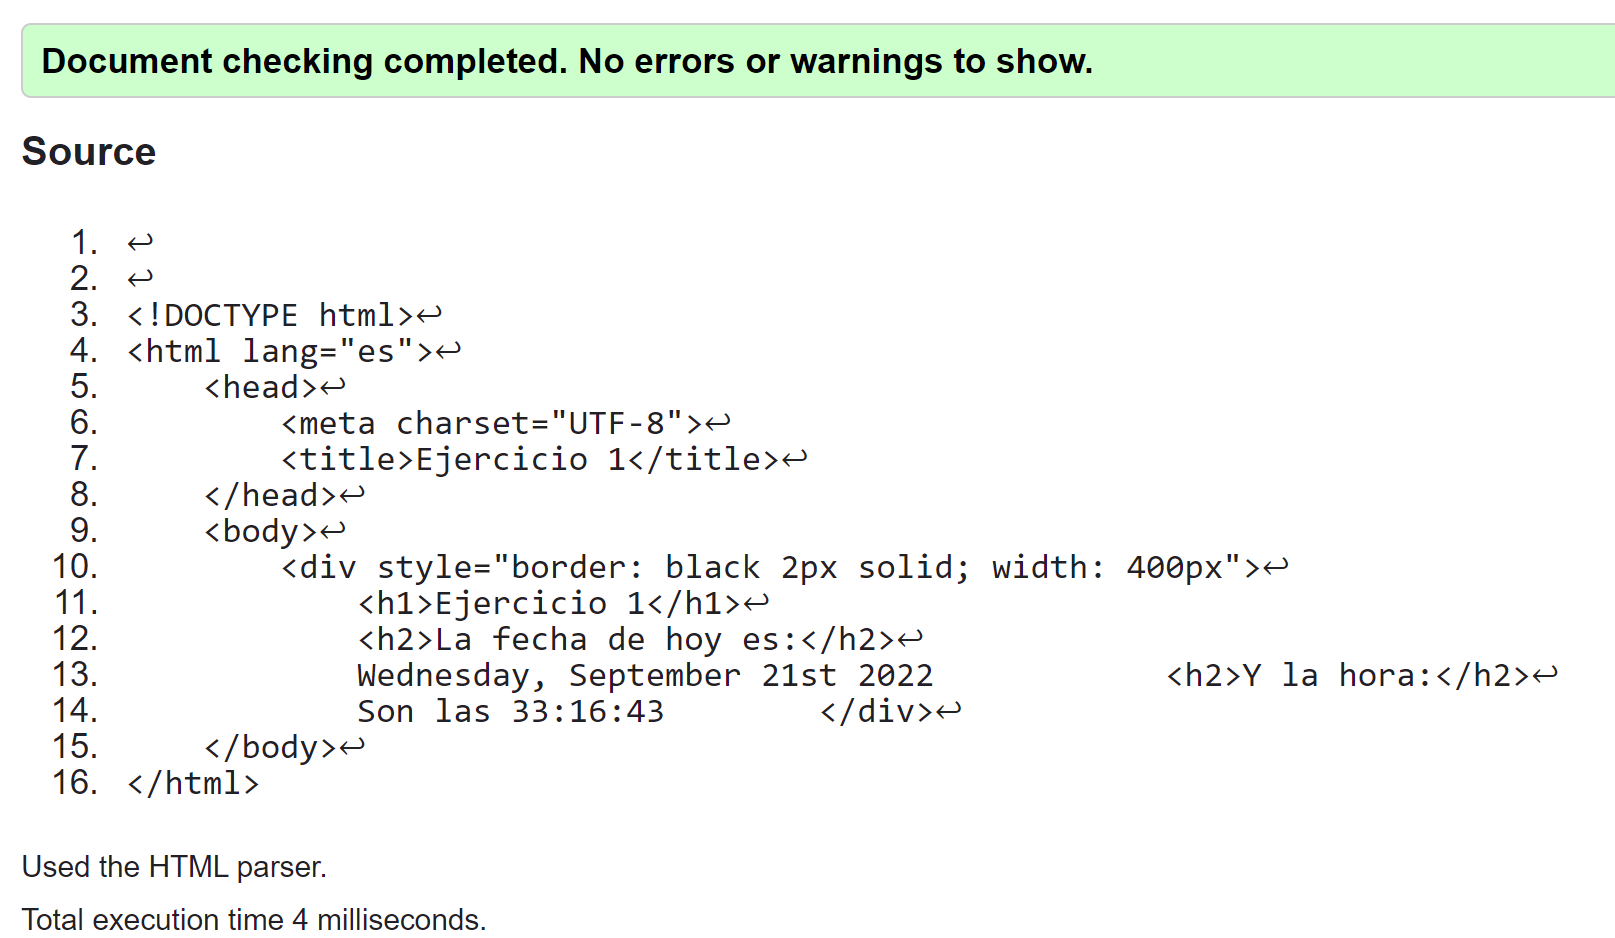 Document checking completed. No errors or warnings to show.
Source
1. ↩
2. ↩
3. <!DOCTYPE html>↩
4. <html lang="es">↩
5.     <head>↩
6.         <meta charset="UTF-8">↩
7.         <title>Ejercicio 1</title>↩
8.     </head>↩
9.     <body>↩
10.         <div style="border: black 2px solid; width: 400px">↩
11.             <h1>Ejercicio 1</h1>↩
12.             <h2>La fecha de hoy es:</h2>↩
13.             Wednesday, September 21st 2022            <h2>Y la hora:</h2>↩
14.             Son las 33:16:43        </div>↩
15.     </body>↩
16. </html>
Used the HTML parser.
Total execution time 4 milliseconds.